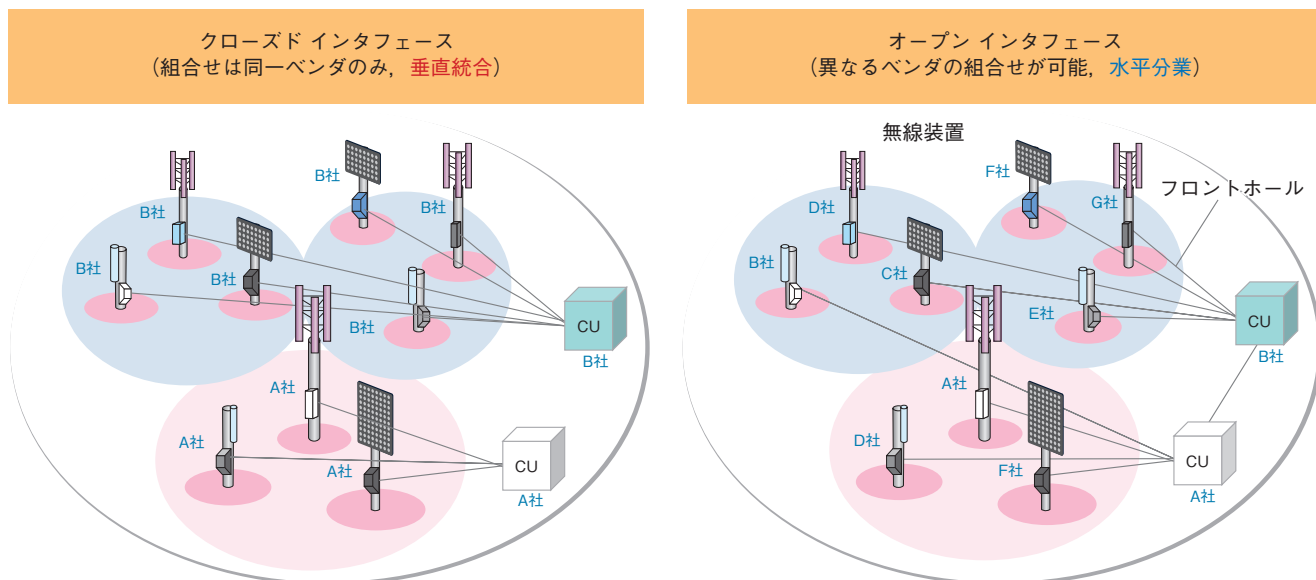 クローズド インタフェース
(組合せは同一ベンダのみ,垂直統合)
B社
B社
B社
B社
B社
B社
CU
B社
A社
A社
A社
CU
A社
オープン インタフェース
(異なるベンダの組合せが可能,水平分業)
無線装置
F社
フロントホール
D社
G社
B社
C社
E社
CU
B社
A社
D社
F社
CU
A社